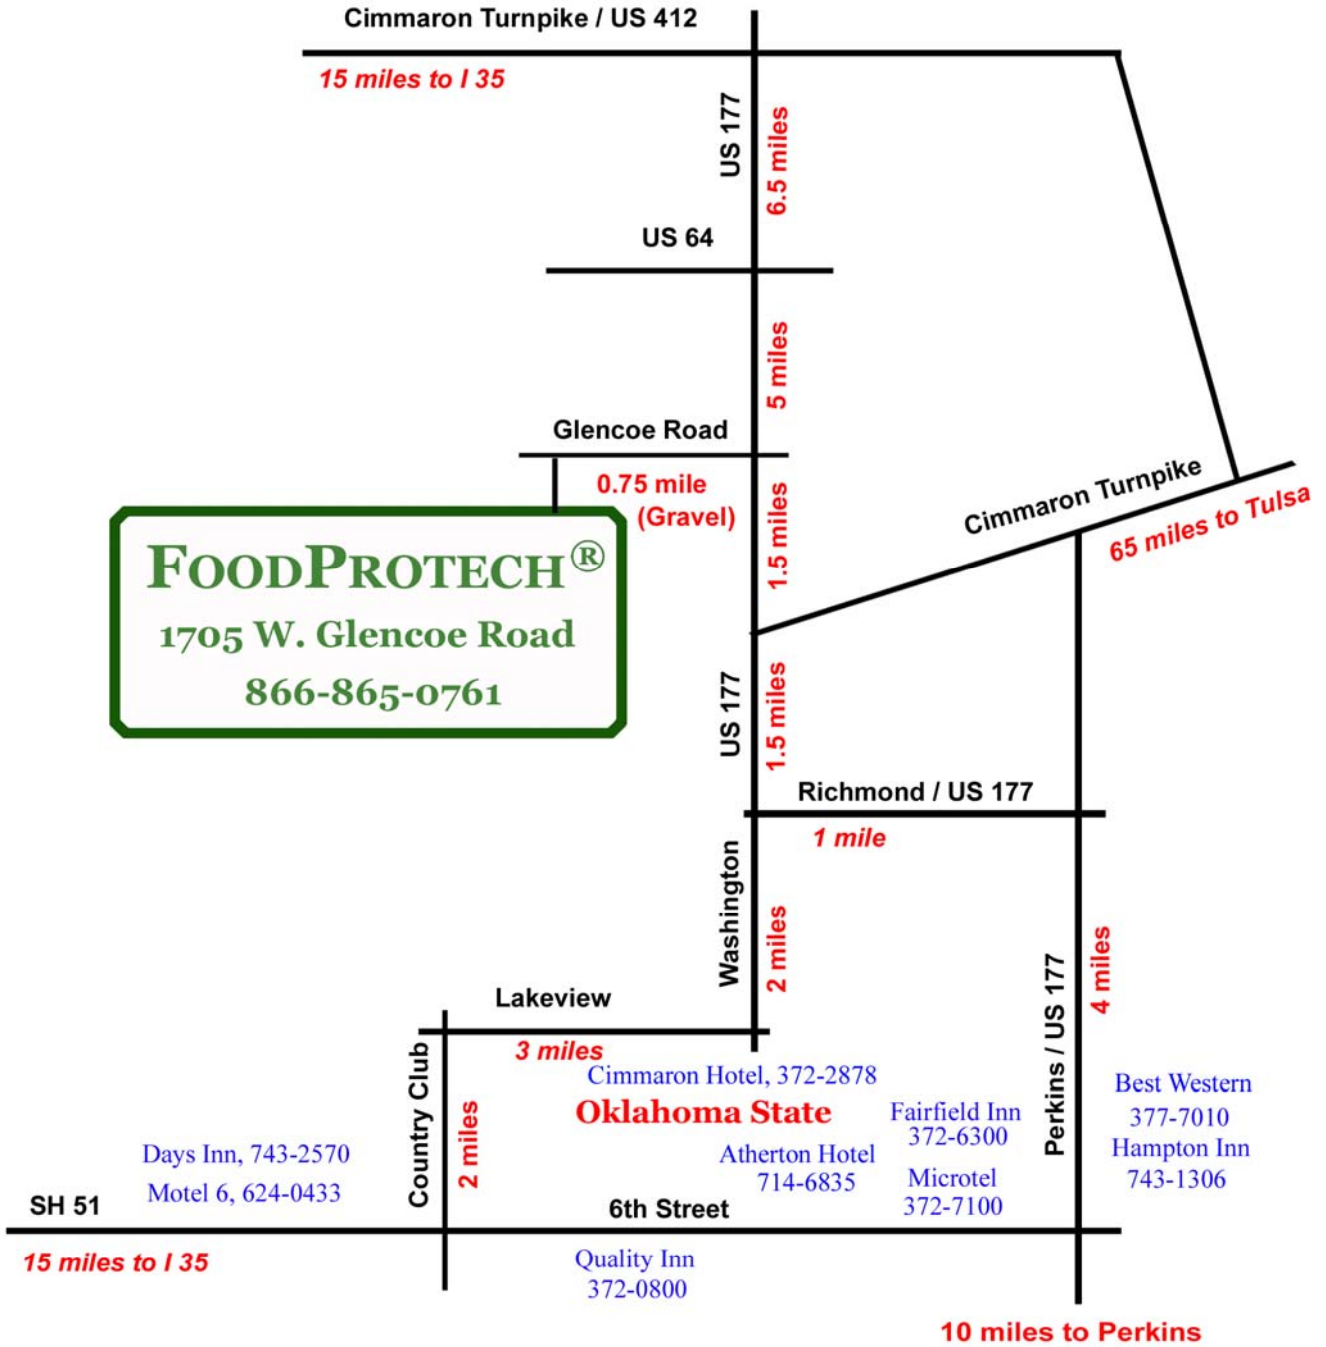 Cimmaron Turnpike / US 412
15 miles to I 35
US 177
6.5 miles
US 64
5 miles
Glencoe Road
0.75 mile
(Gravel)
1.5 miles
Cimmaron Turnpike
65 miles to Tulsa
FOODPROTECH®
1705 W. Glencoe Road
866-865-0761
US 177
1.5 miles
Richmond / US 177
1 mile
Washington
2 miles
Lakeview
3 miles
Country Club
2 miles
Perkins / US 177
4 miles
Cimmaron Hotel, 372-2878
Oklahoma State
Fairfield Inn
372-6300
Best Western
377-7010
Hampton Inn
743-1306
Atherton Hotel
714-6835
Microtel
372-7100
Days Inn, 743-2570
Motel 6, 624-0433
SH 51
6th Street
15 miles to I 35
Quality Inn
372-0800
10 miles to Perkins